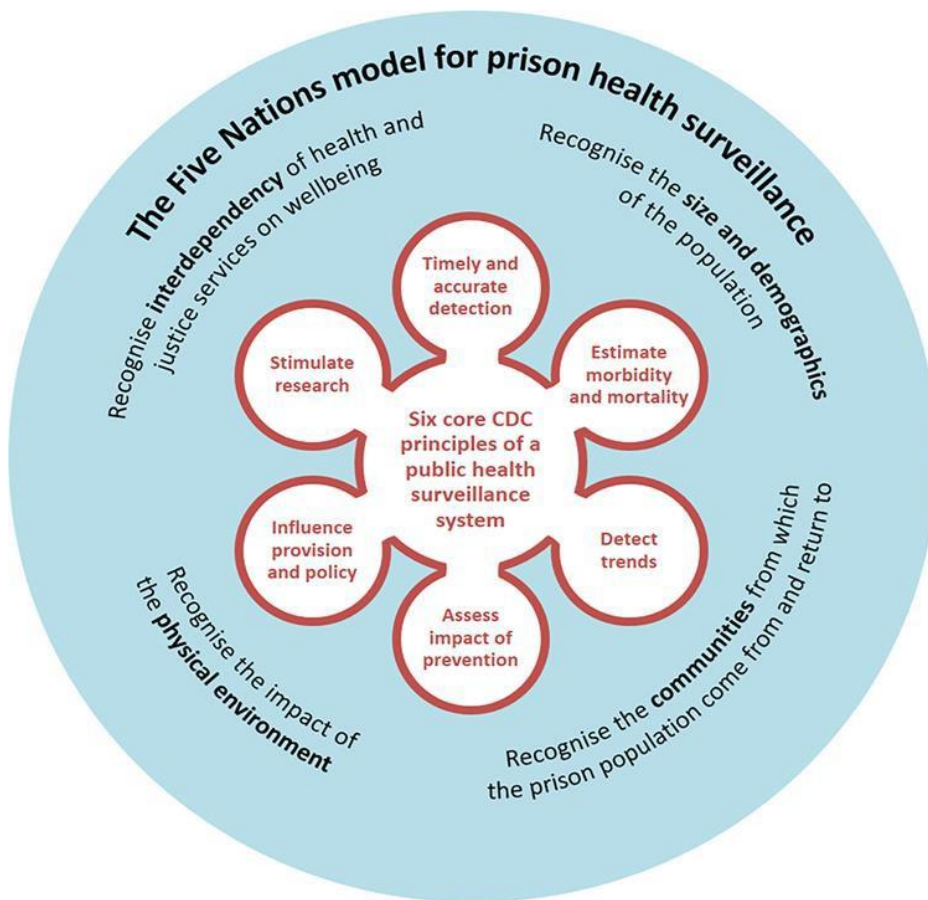 The Five Nations model for prison health surveillance
Recognise interdependency of health and
justice services on wellbeing
Recognise the size and demographics
of the population
Timely and
accurate
detection
Stimulate
research
Estimate
morbidity
and mortality
Six core CDC
principles of a
public health
surveillance
system
Influence
provision
and policy
Detect
trends
Assess
impact of
prevention
Recognise the impact of
the physical environment
Recognise the communities from which
the prison population come from and return to